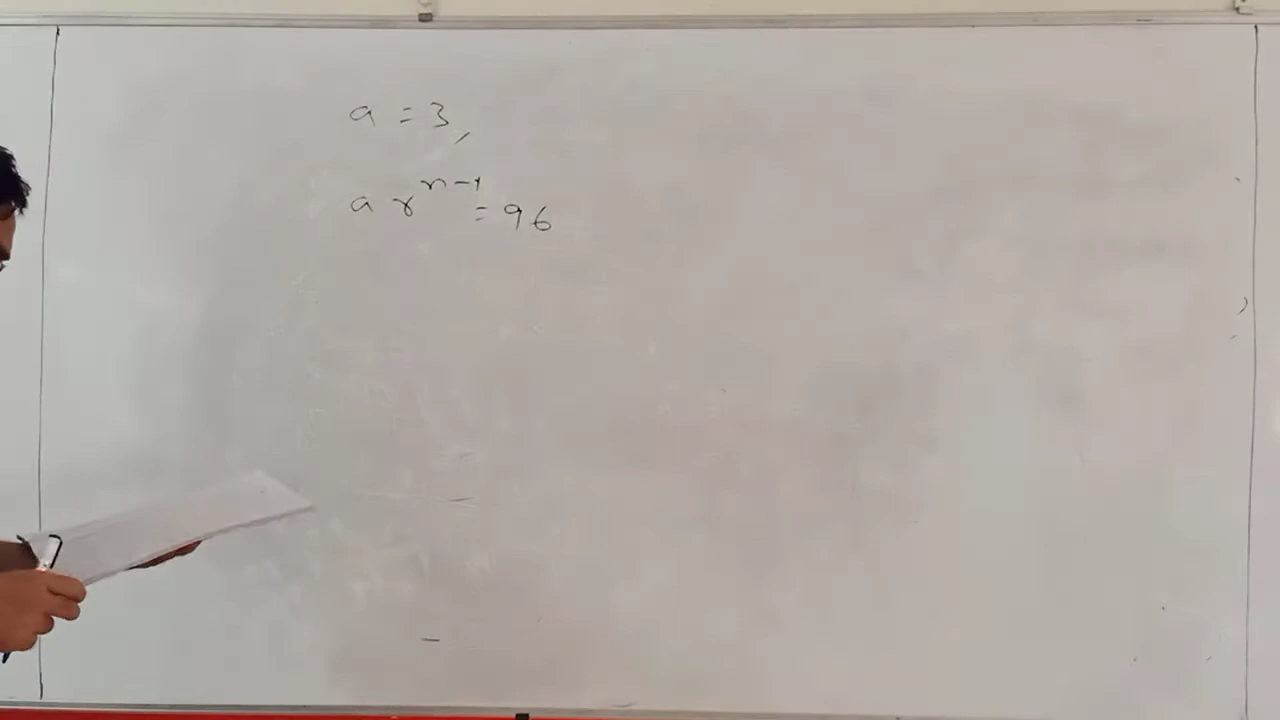 a = 3,
a r^{n-1} = 96